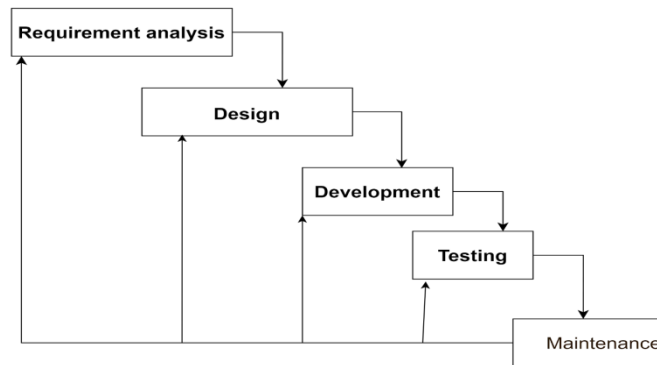 Requirement analysis
Design
Development
Testing
Maintenance